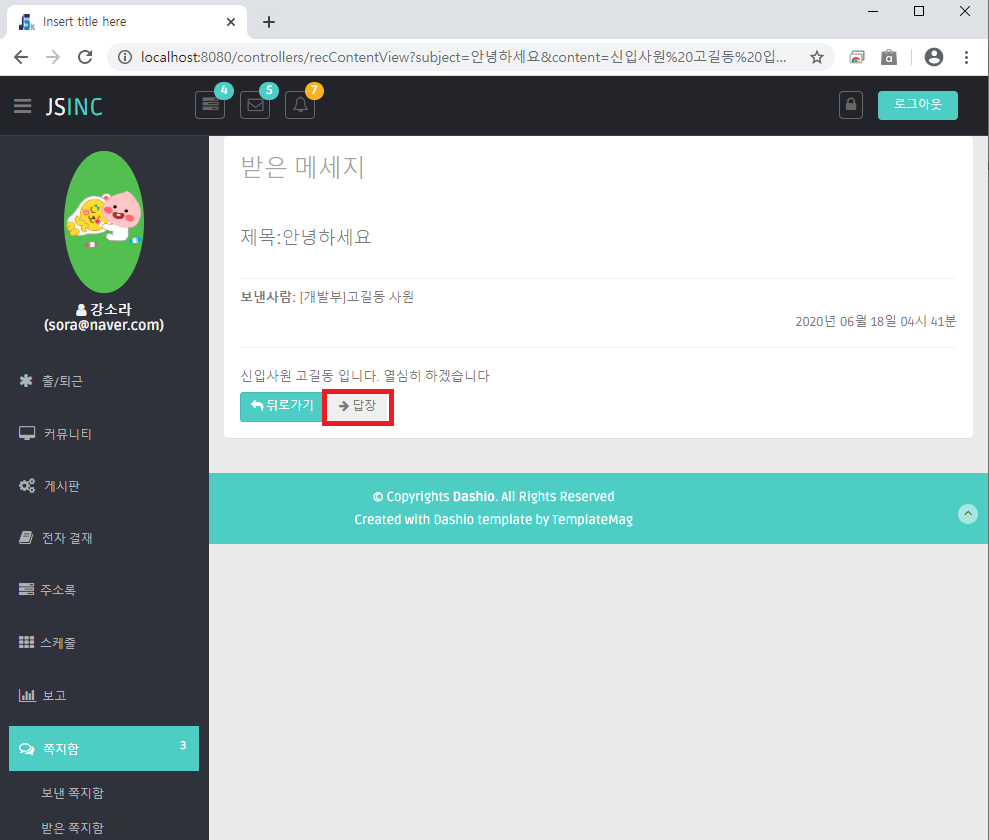 Insert title here
localhost:8080/controllers/recContentView?subject=안녕하세요&content=신입사원%20고길동%20입...
JSINC
4
5
7
로그아웃
강소라
(sora@naver.com)
출/퇴근
커뮤니티
게시판
전자 결재
주소록
스케줄
보고
쪽지함
3
보낸 쪽지함
받은 쪽지함
받은 메세지
제목:안녕하세요
보낸사람: [개발부]고길동 사원
2020년 06월 18일 04시 41분
신입사원 고길동 입니다. 열심히 하겠습니다
뒤로가기
답장
© Copyrights Dashio. All Rights Reserved
Created with Dashio template by TemplateMag